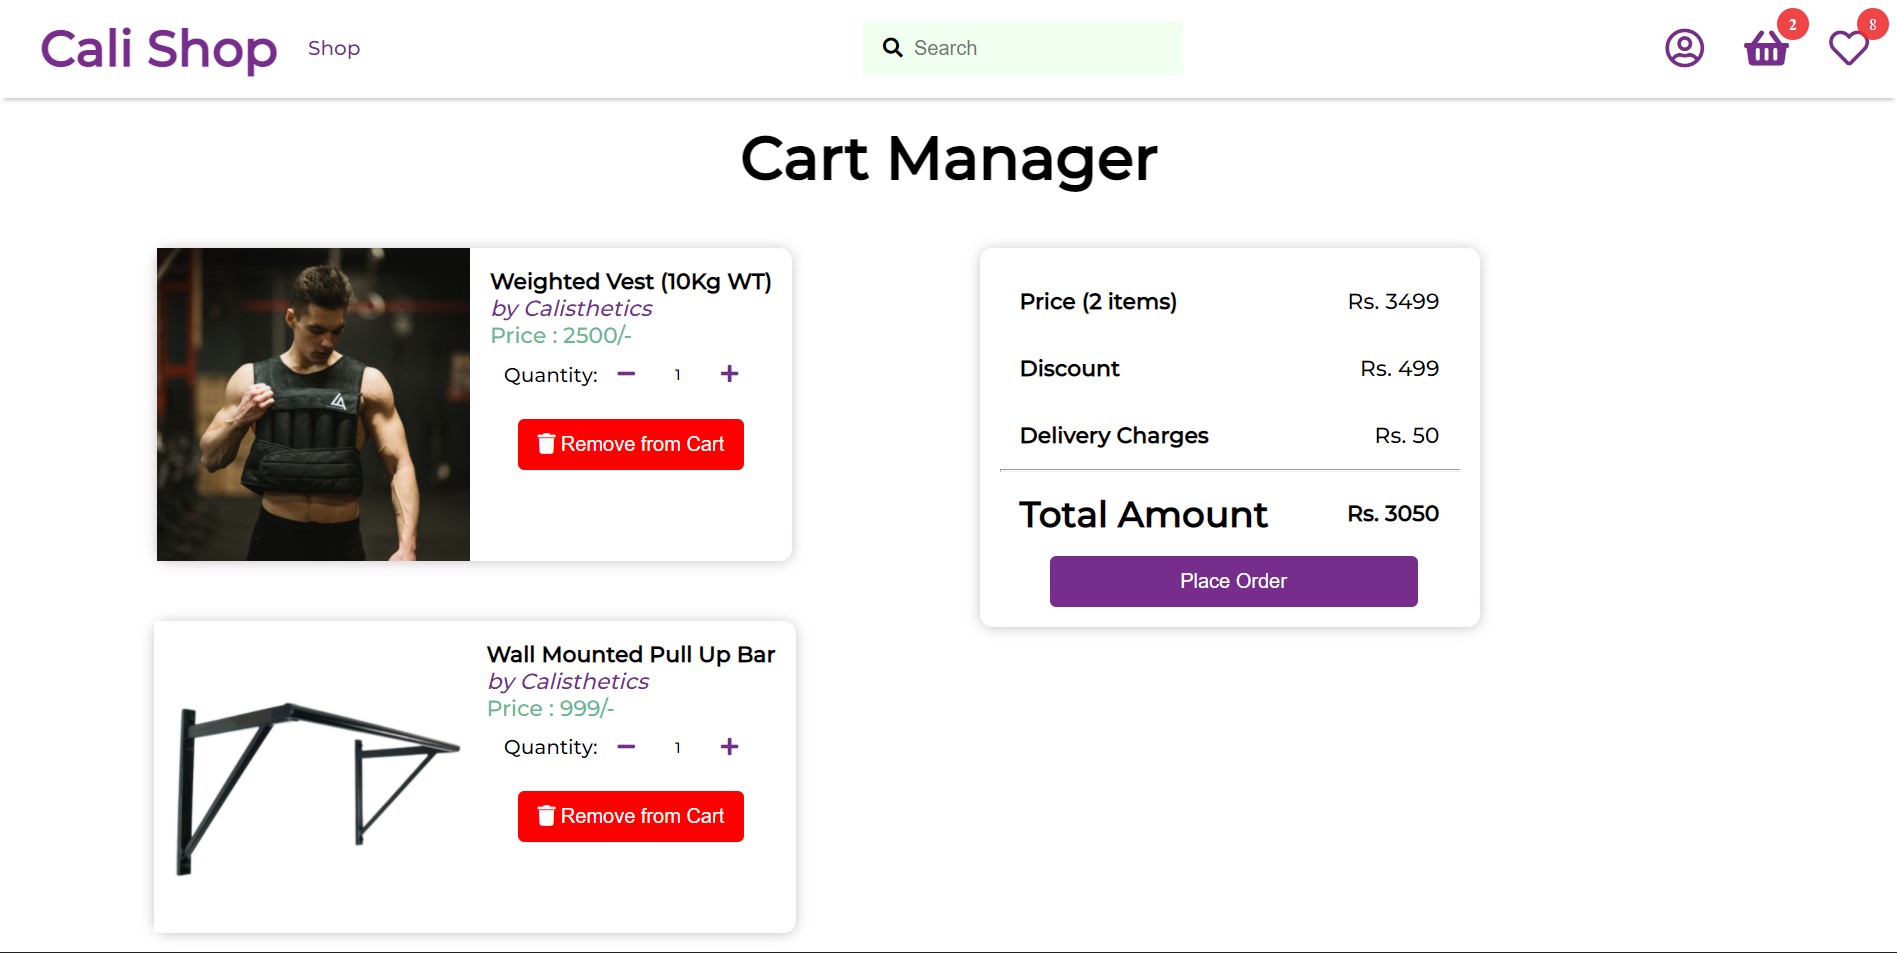 Cali Shop
Shop
Search
2
8
Cart Manager
Weighted Vest (10Kg WT)
by Calisthetics
Price : 2500/-
Quantity: 1
Remove from Cart
Wall Mounted Pull Up Bar
by Calisthetics
Price : 999/-
Quantity: 1
Remove from Cart
Price (2 items) Rs. 3499
Discount Rs. 499
Delivery Charges Rs. 50
Total Amount Rs. 3050
Place Order